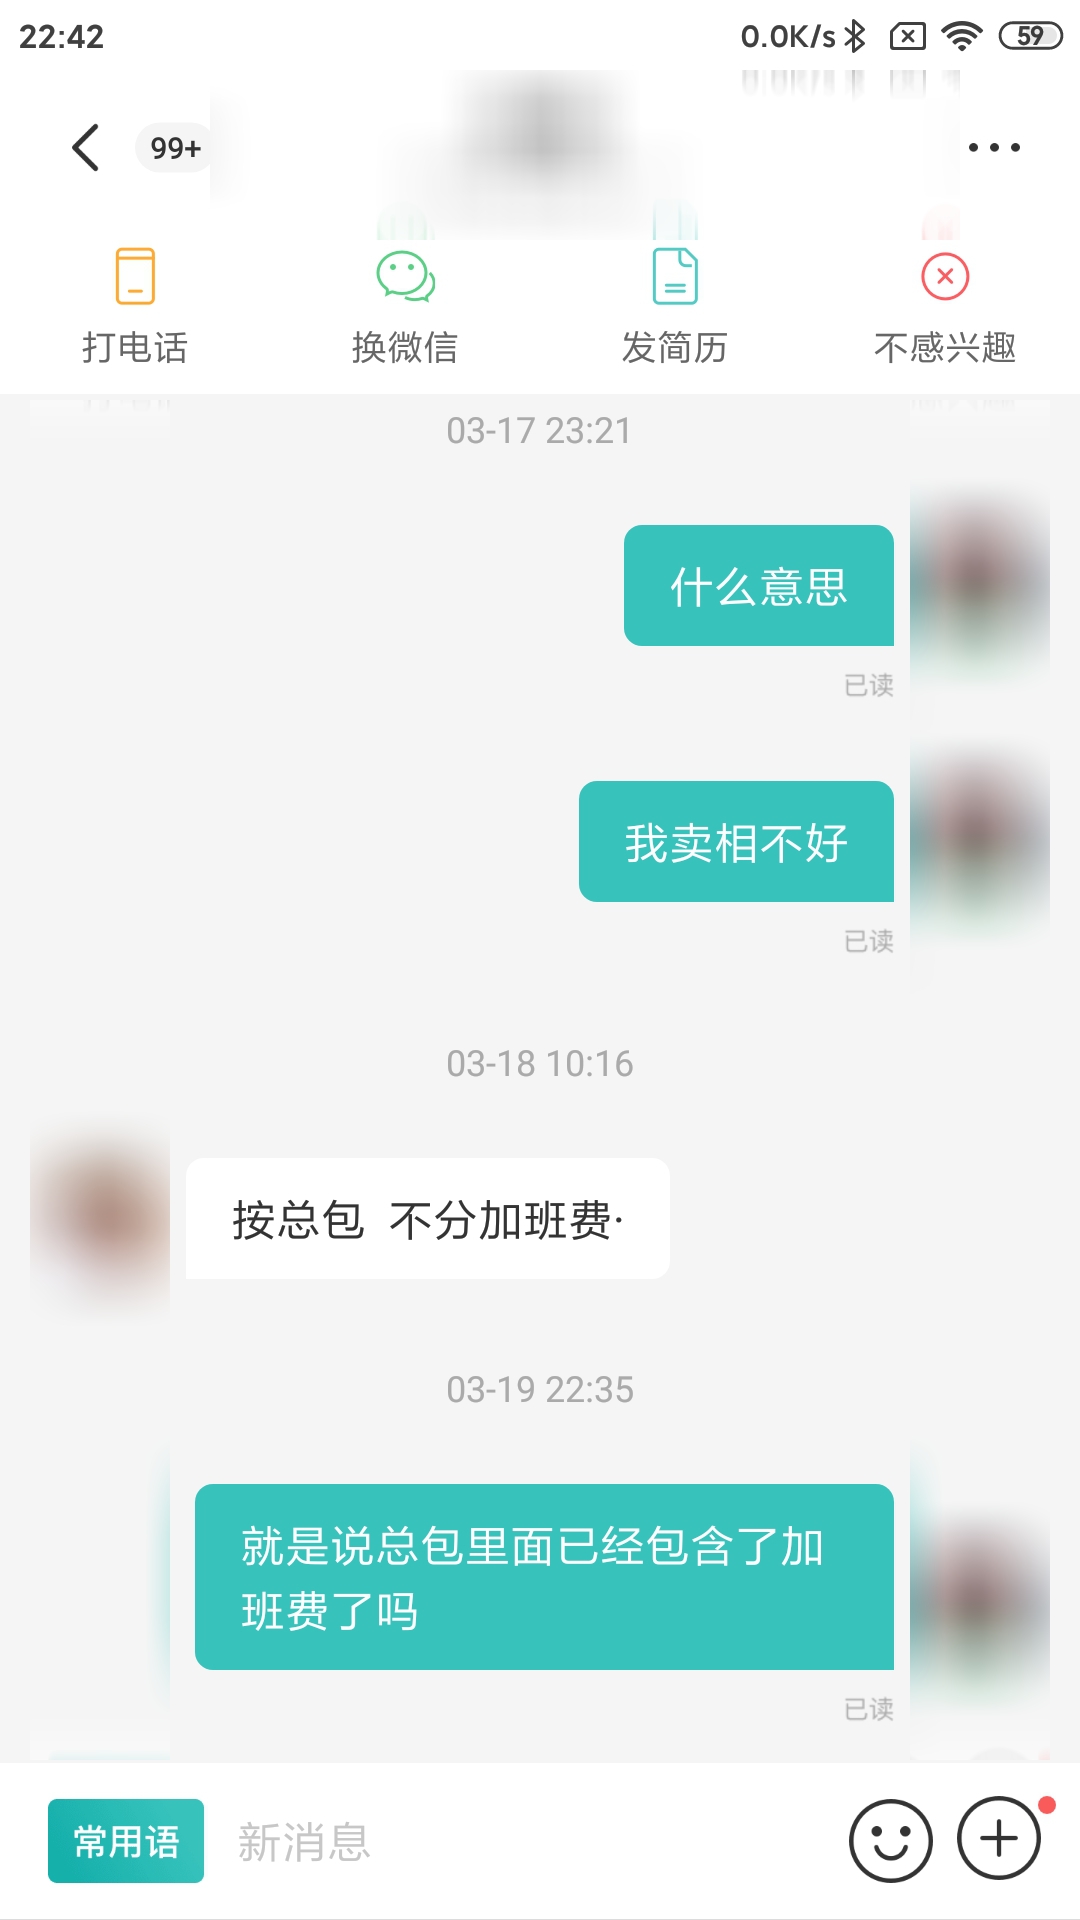 22:42
0.0K/s
59
99+
打电话
换微信
发简历
不感兴趣
03-17 23:21
什么意思
已读
我卖相不好
已读
03-18 10:16
按总包 不分加班费·
03-19 22:35
就是说总包里面已经包含了加
班费了吗
已读
常用语
新消息